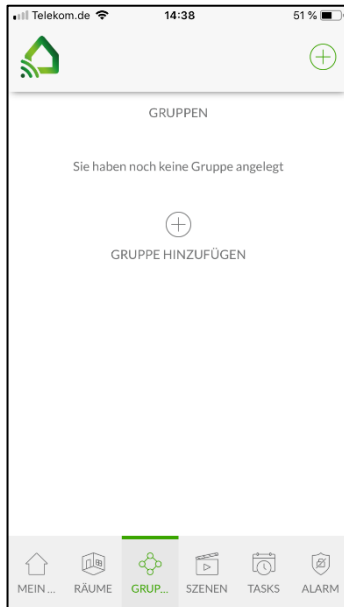 Telekom.de 14:38 51 %
GRUPPEN
Sie haben noch keine Gruppe angelegt
GRUPPE HINZUFÜGEN
MEIN ... RÄUME GRUP... SZENEN TASKS ALARM